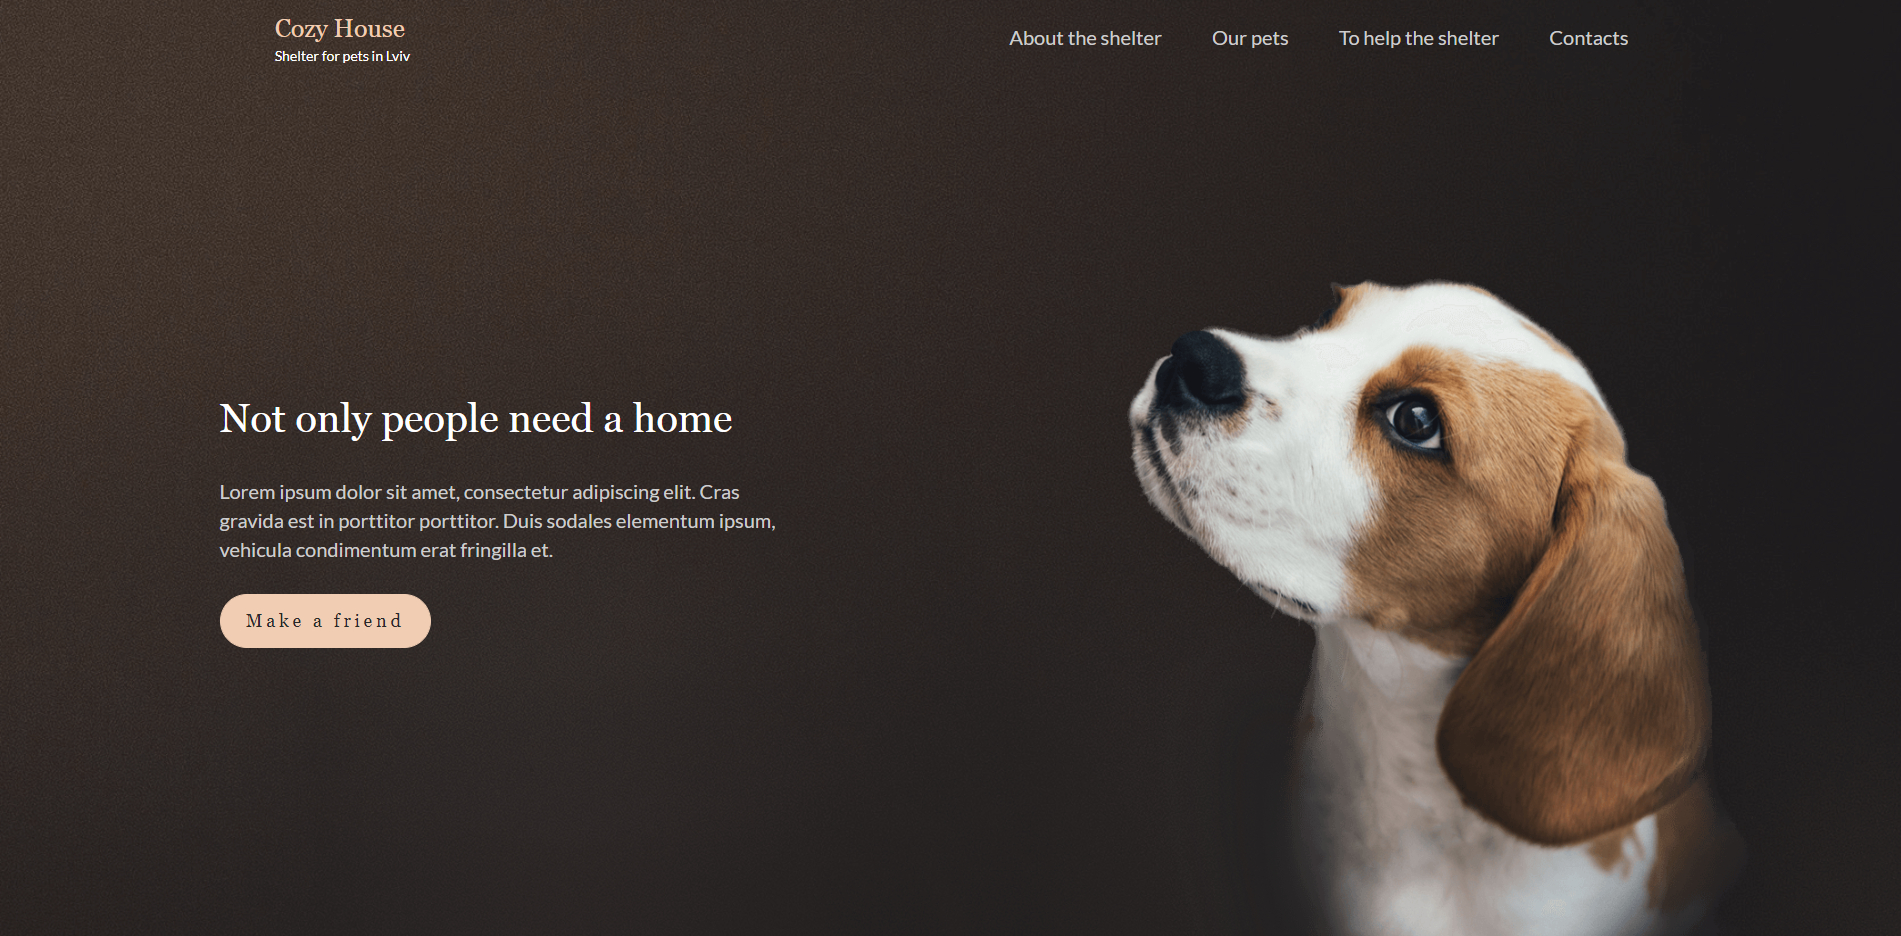 Cozy House
Shelter for pets in Lviv
About the shelter
Our pets
To help the shelter
Contacts
Not only people need a home
Lorem ipsum dolor sit amet, consectetur adipiscing elit. Cras
gravida est in porttitor porttitor. Duis sodales elementum ipsum,
vehicula condimentum erat fringilla et.
Make a friend